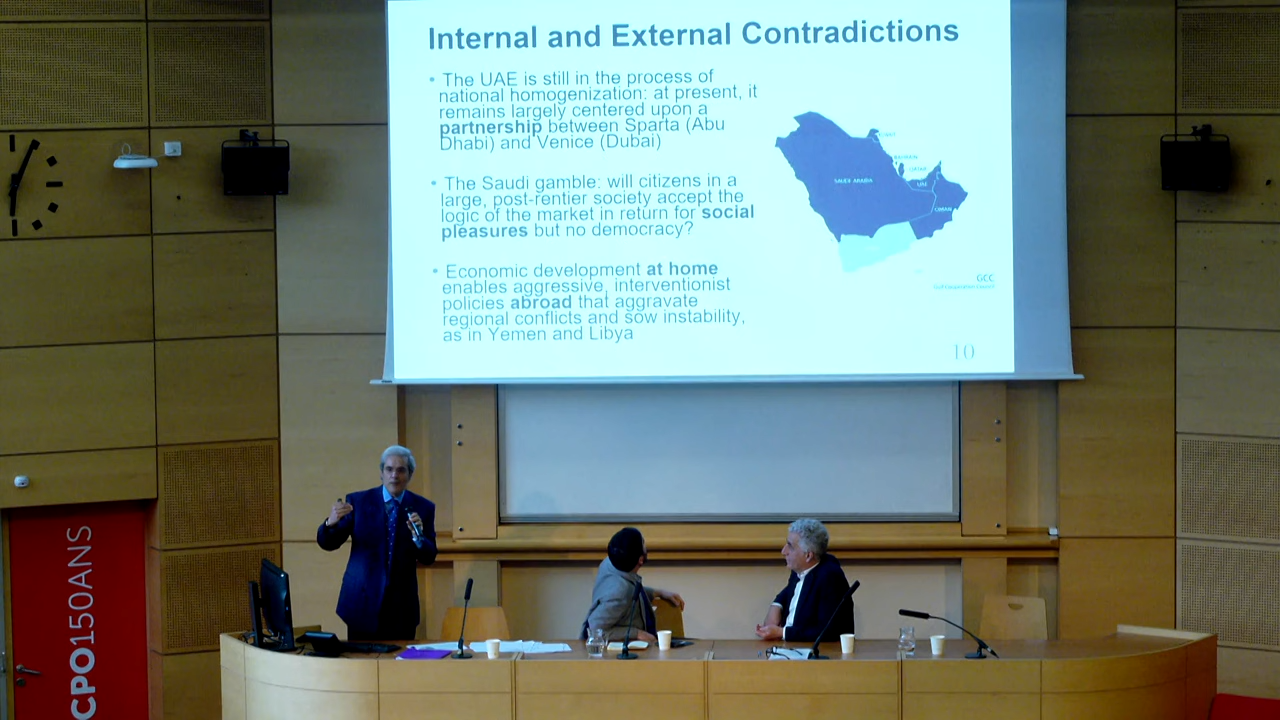 Internal and External Contradictions
• The UAE is still in the process of
national homogenization: at present, it
remains largely centered upon a
partnership between Sparta (Abu
Dhabi) and Venice (Dubai)
• The Saudi gamble: will citizens in a
large, post-rentier society accept the
logic of the market in return for social
pleasures but no democracy?
• Economic development at home
enables aggressive, interventionist
policies abroad that aggravate
regional conflicts and sow instability,
as in Yemen and Libya
SAUDI ARABIA
BAHRAIN
QATAR
UAE
OMAN
GCC
Gulf Cooperation Council
10
CPO150ANS